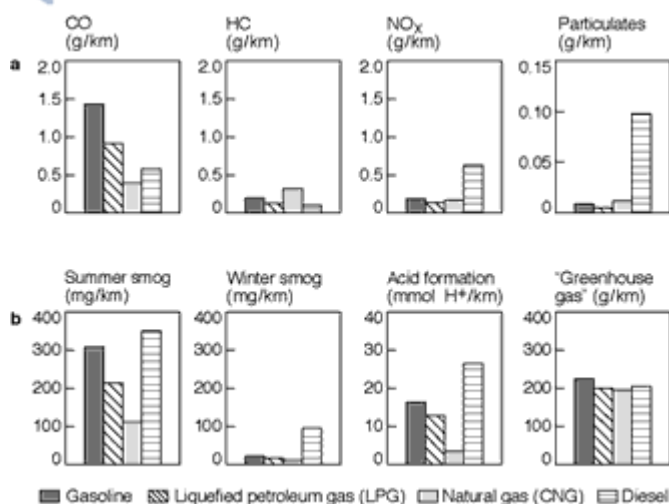 CO
(g/km)
HC
(g/km)
NOX
(g/km)
Particulates
(g/km)
a
2.0
1.5
1.0
0.5
0
2.0
1.5
1.0
0.5
0
2.0
1.5
1.0
0.5
0
0.15
0.10
0.05
0
Summer smog
(mg/km)
Winter smog
(mg/km)
Acid formation
(mmol H+/km)
"Greenhouse
gas" (g/km)
b
400
300
200
100
0
400
300
200
100
0
40
30
20
10
0
400
300
200
100
0
Gasoline Liquefied petroleum gas (LPG) Natural gas (CNG) Diesel